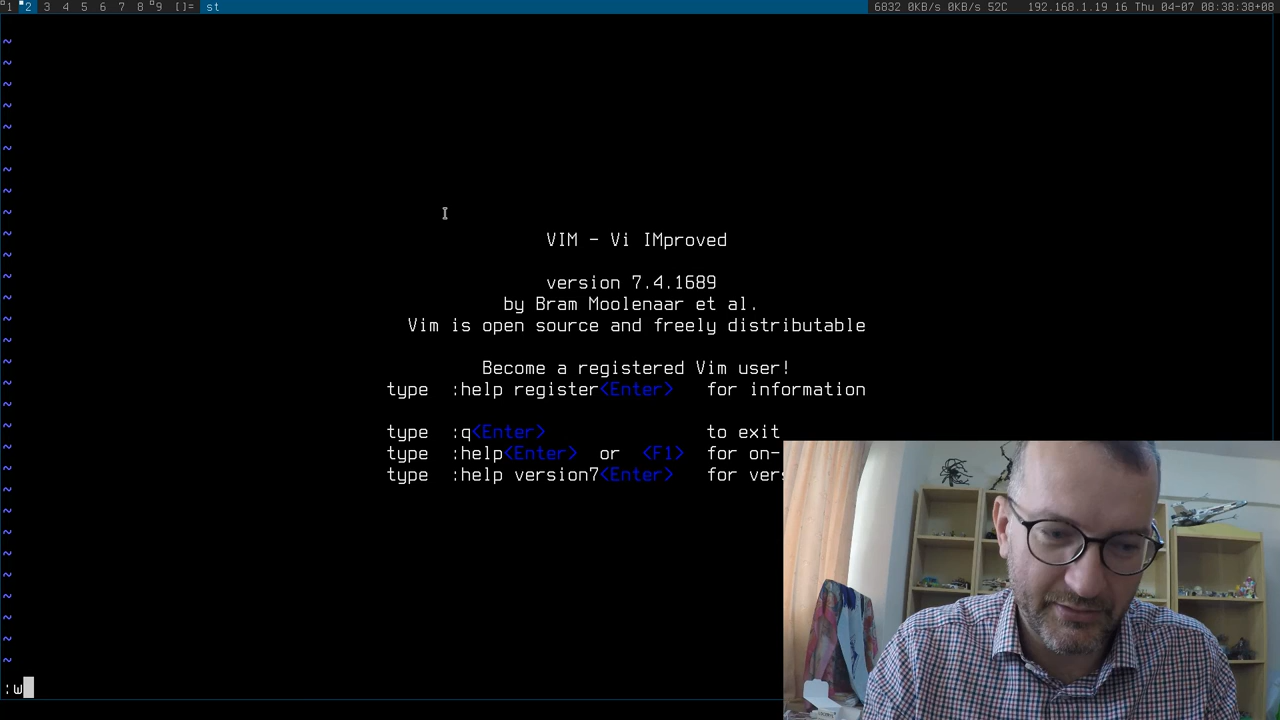 1 2 3 4 5 6 7 8 9 []= st 6832 0KB/s 0KB/s 52C 192.168.1.19 16 Thu 04-07 08:38:38+08
~
~
~
~
~
~
~
~
~
~ VIM - Vi IMproved
~
~ version 7.4.1689
~ by Bram Moolenaar et al.
~ Vim is open source and freely distributable
~
~ Become a registered Vim user!
~ type :help register<Enter> for information
~
~ type :q<Enter> to exit
~ type :help<Enter> or <F1> for on-
~ type :help version7<Enter> for vers
~
~
~
~
~
~
~
~
:w